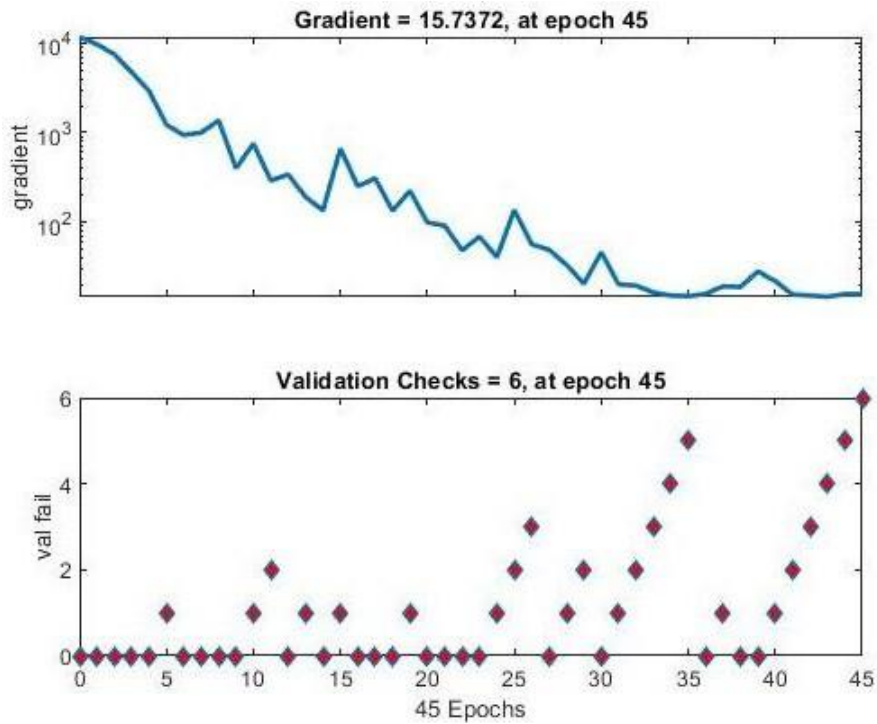 Gradient = 15.7372, at epoch 45
10^4
10^3
10^2
gradient
Validation Checks = 6, at epoch 45
6
4
2
0
val fail
0 5 10 15 20 25 30 35 40 45
45 Epochs